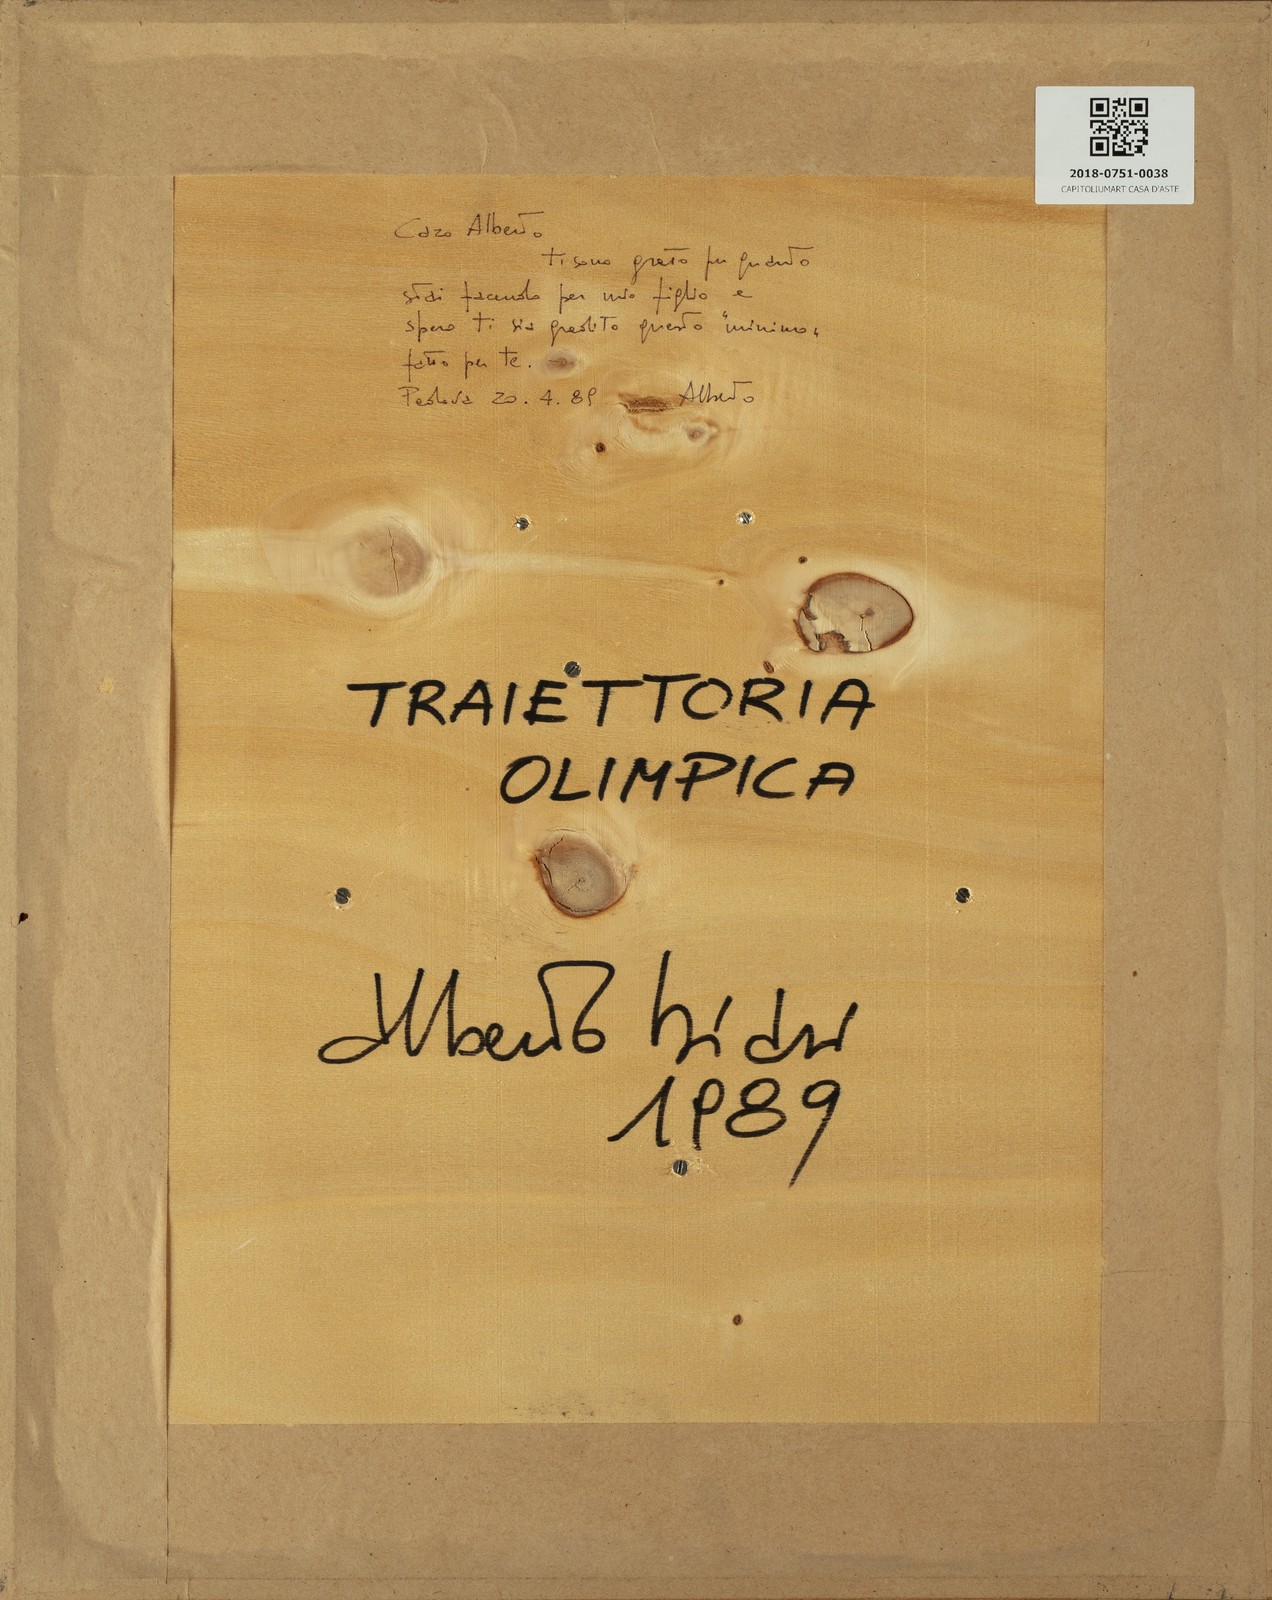 2018-0751-0038
CAPITOLIUMART CASA D'ASTE
Caro Alberto
ti sono grato per quanto
stai facendo per mio figlio e
spero ti sia gradito questo "minimo"
fatto per te.
Padova 20.4.89 Alberto
TRAIETTORIA
OLIMPICA
Alberto Biasi
1989